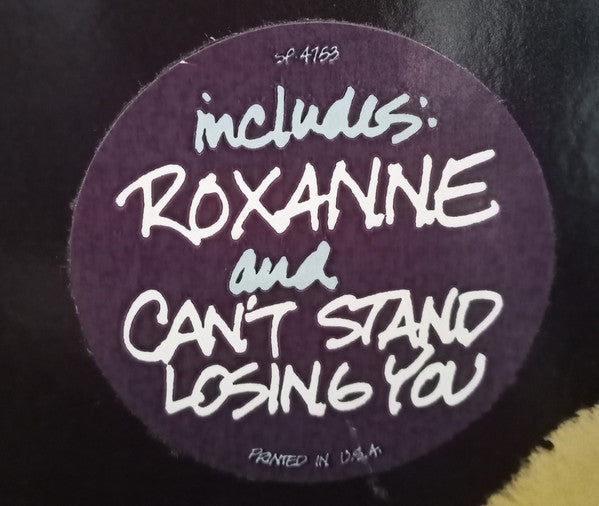 SP-4753
includes:
ROXANNE
and
CAN'T STAND
LOSING YOU
PRINTED IN U.S.A.